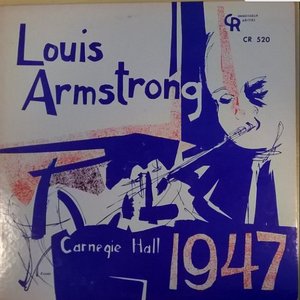 Louis
Armstrong
CR
CR 520
Carnegie Hall
1947